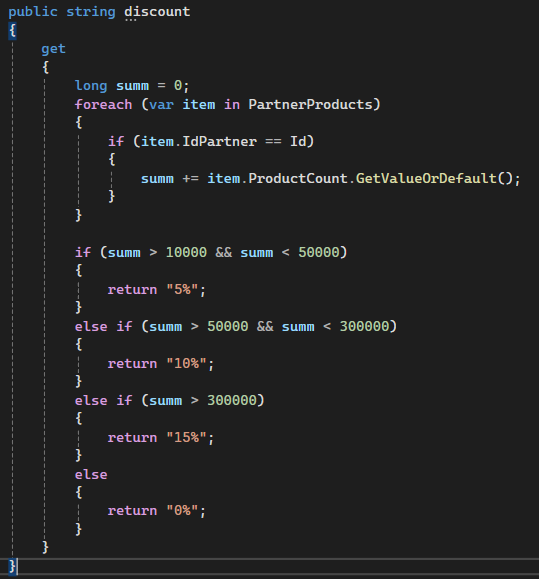 public string discount
{
    get
    {
        long summ = 0;
        foreach (var item in PartnerProducts)
        {
            if (item.IdPartner == Id)
            {
                summ += item.ProductCount.GetValueOrDefault();
            }
        }

        if (summ > 10000 && summ < 50000)
        {
            return "5%";
        }
        else if (summ > 50000 && summ < 300000)
        {
            return "10%";
        }
        else if (summ > 300000)
        {
            return "15%";
        }
        else
        {
            return "0%";
        }
    }
}